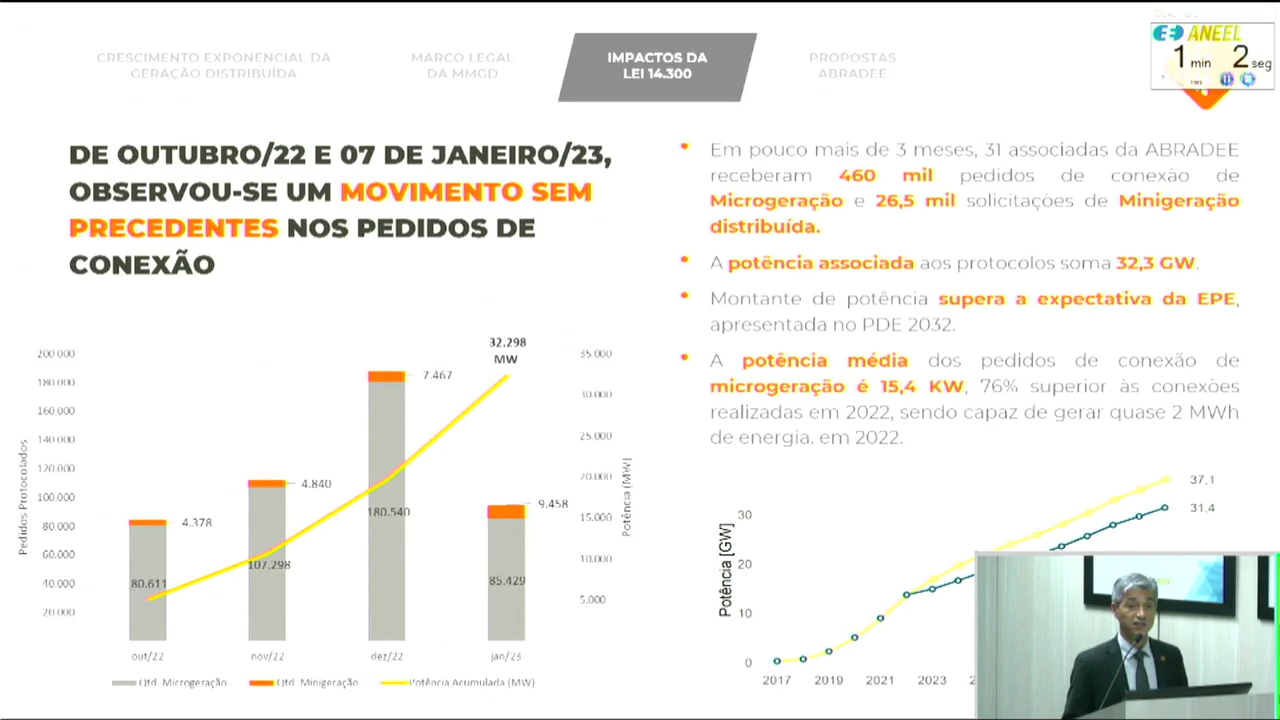 CRESCIMENTO EXPONENCIAL DA
GERAÇÃO DISTRIBUÍDA
MARCO LEGAL
DA MMGD
IMPACTOS DA
LEI 14.300
PROPOSTAS
ABRADEE
ANEEL
1 min 2 seg
DE OUTUBRO/22 E 07 DE JANEIRO/23,
OBSERVOU-SE UM MOVIMENTO SEM
PRECEDENTES NOS PEDIDOS DE
CONEXÃO
Em pouco mais de 3 meses, 31 associadas da ABRADEE
receberam 460 mil pedidos de conexão de
Microgeração e 26,5 mil solicitações de Minigeração
distribuída.
A potência associada aos protocolos soma 32,3 GW.
Montante de potência supera a expectativa da EPE,
apresentada no PDE 2032.
A potência média dos pedidos de conexão de
microgeração é 15,4 KW, 76% superior às conexões
realizadas em 2022, sendo capaz de gerar quase 2 MWh
de energia. em 2022.
Pedidos Protocolados
200.000
180.000
160.000
140.000
120.000
100.000
80.000
60.000
40.000
20.000
32.298
MW
7.467
4.840
4.378
9.458
180.540
107.298
80.611
85.429
35.000
30.000
25.000
20.000
15.000
10.000
5.000
Potência (MW)
out/22
nov/22
dez/22
jan/23
Qtd. Microgeração
Qtd. Minigeração
Potência Acumulada (MW)
Potência [GW]
30
20
10
0
37,1
31,4
2017
2019
2021
2023